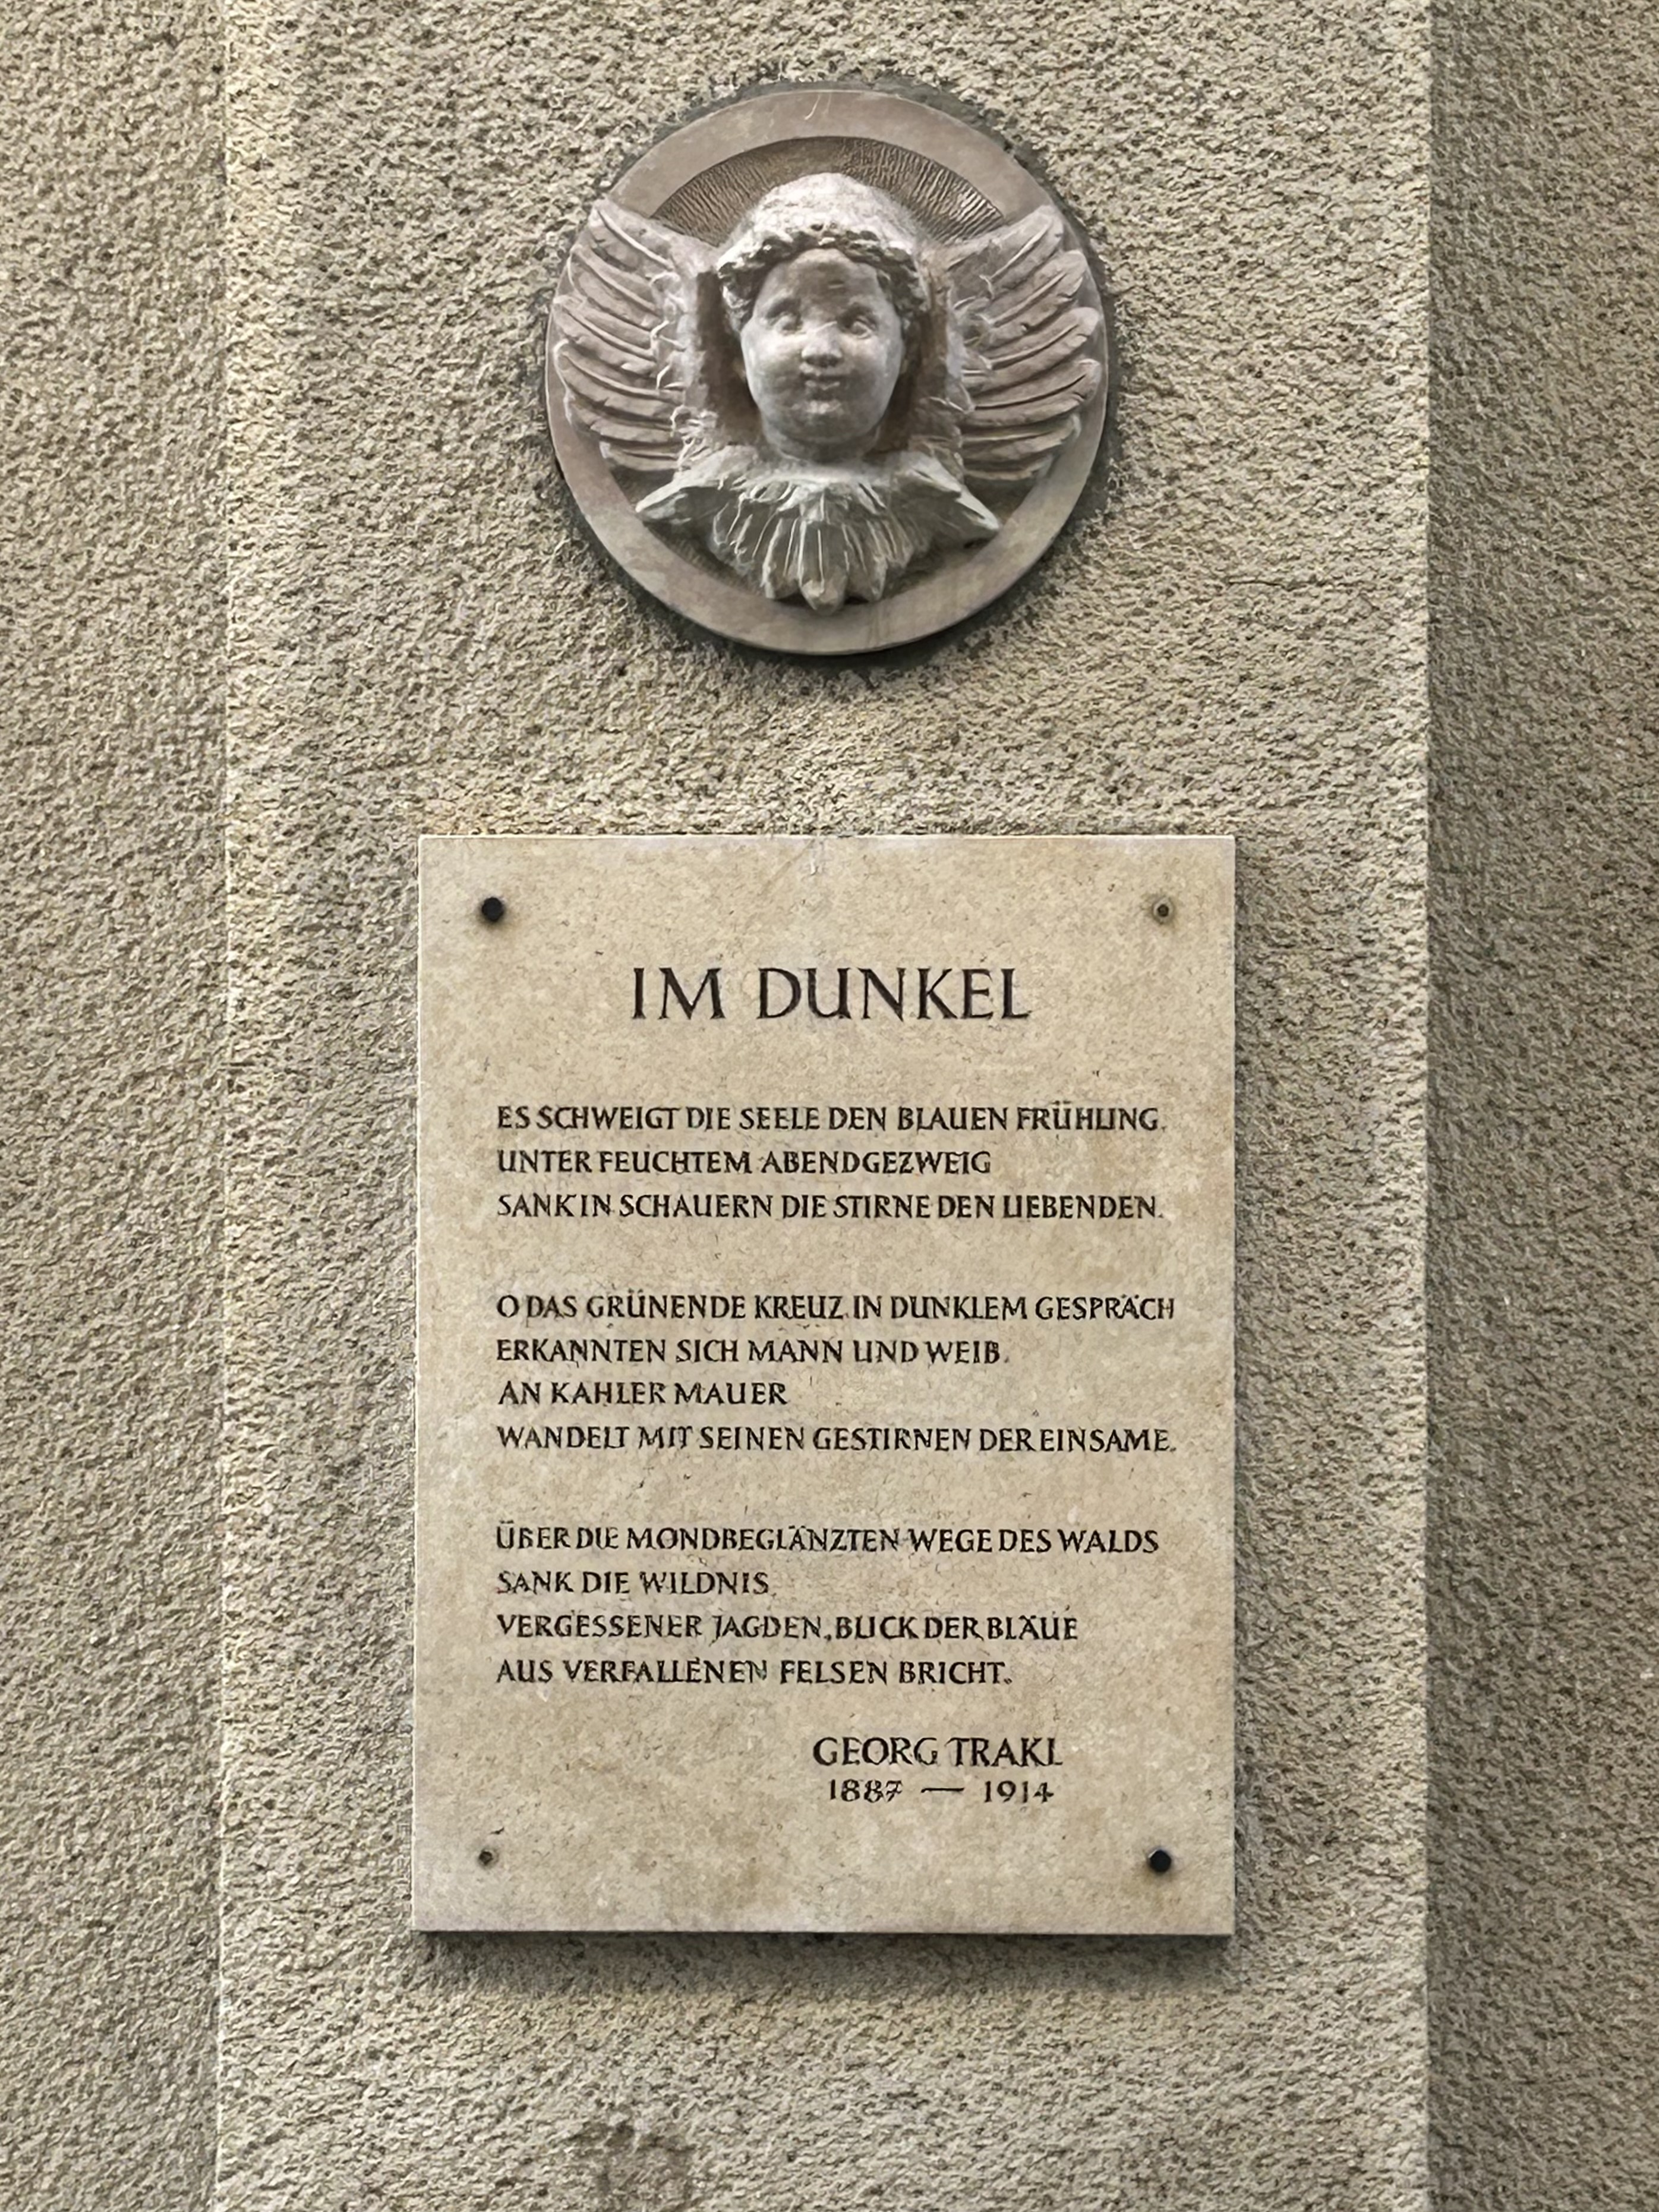 IM DUNKEL
ES SCHWEIGT DIE SEELE DEN BLAUEN FRÜHLING.
UNTER FEUCHTEM ABENDGEZWEIG
SANK IN SCHAUERN DIE STIRNE DEN LIEBENDEN.
O DAS GRÜNENDE KREUZ. IN DUNKLEM GESPRÄCH
ERKANNTEN SICH MANN UND WEIB.
AN KAHLER MAUER
WANDELT MIT SEINEN GESTIRNEN DER EINSAME.
ÜBER DIE MONDBEGLÄNZTEN WEGE DES WALDS
SANK DIE WILDNIS
VERGESSENER JAGDEN, BLICK DER BLÄUE
AUS VERFALLENEN FELSEN BRICHT.
GEORG TRAKL
1887 — 1914